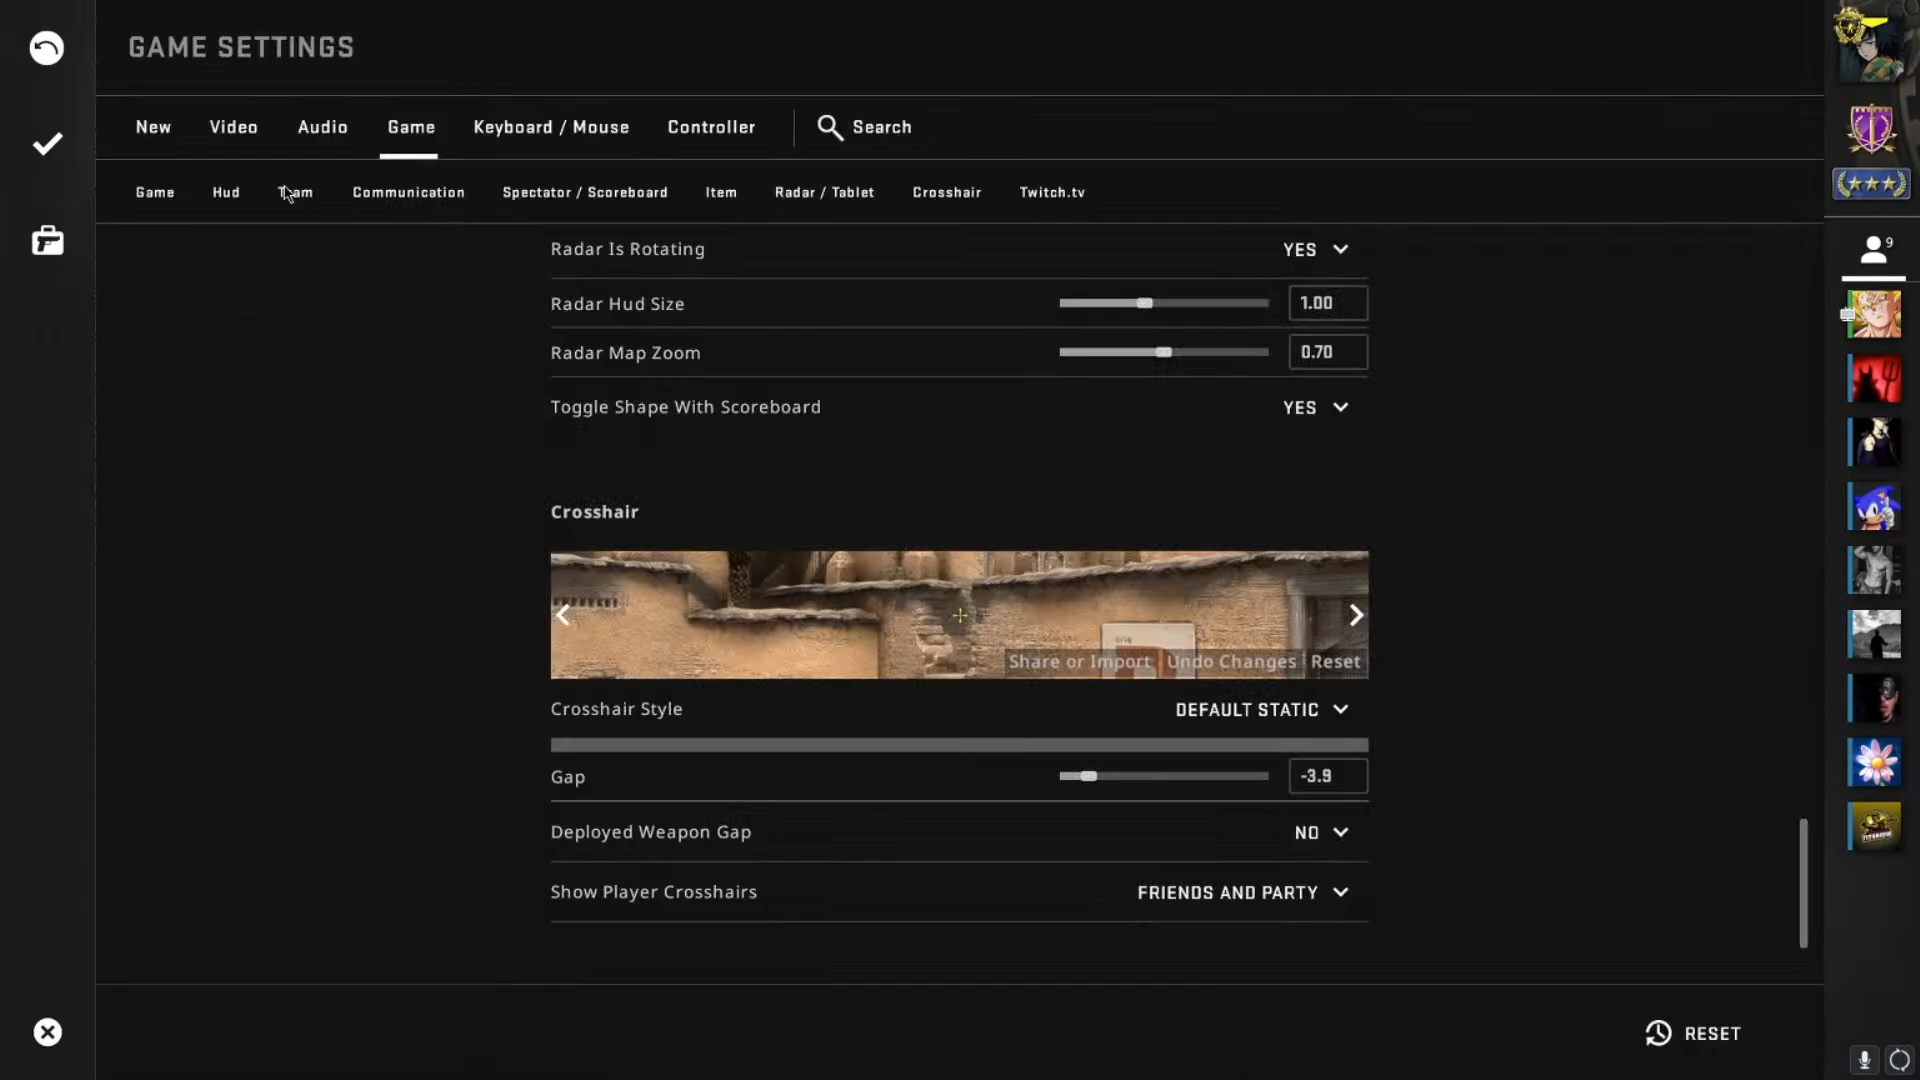 GAME SETTINGS
New Video Audio Game Keyboard / Mouse Controller Search
Game Hud Team Communication Spectator / Scoreboard Item Radar / Tablet Crosshair Twitch.tv
9
Radar Is Rotating YES
Radar Hud Size 1.00
Radar Map Zoom 0.70
Toggle Shape With Scoreboard YES
Crosshair
Share or Import Undo Changes Reset
Crosshair Style DEFAULT STATIC
Gap -3.9
Deployed Weapon Gap NO
Show Player Crosshairs FRIENDS AND PARTY
RESET